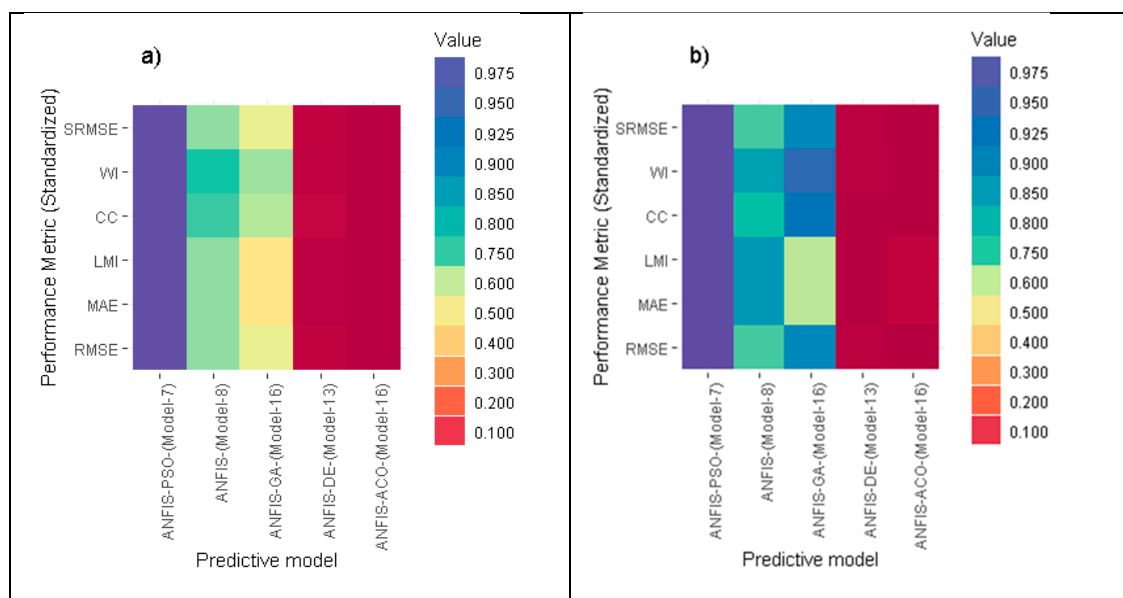 a)
Value
0.975
0.950
0.925
0.900
0.850
0.800
0.750
0.600
0.500
0.400
0.300
0.200
0.100
Performance Metric (Standardized)
SRMSE
WI
CC
LMI
MAE
RMSE
ANFIS-PSO-(Model-7)
ANFIS-(Model-8)
ANFIS-GA-(Model-16)
ANFIS-DE-(Model-13)
ANFIS-ACO-(Model-16)
Predictive model
b)
Value
0.975
0.950
0.925
0.900
0.850
0.800
0.750
0.600
0.500
0.400
0.300
0.200
0.100
Performance Metric (Standardized)
SRMSE
WI
CC
LMI
MAE
RMSE
ANFIS-PSO-(Model-7)
ANFIS-(Model-8)
ANFIS-GA-(Model-16)
ANFIS-DE-(Model-13)
ANFIS-ACO-(Model-16)
Predictive model